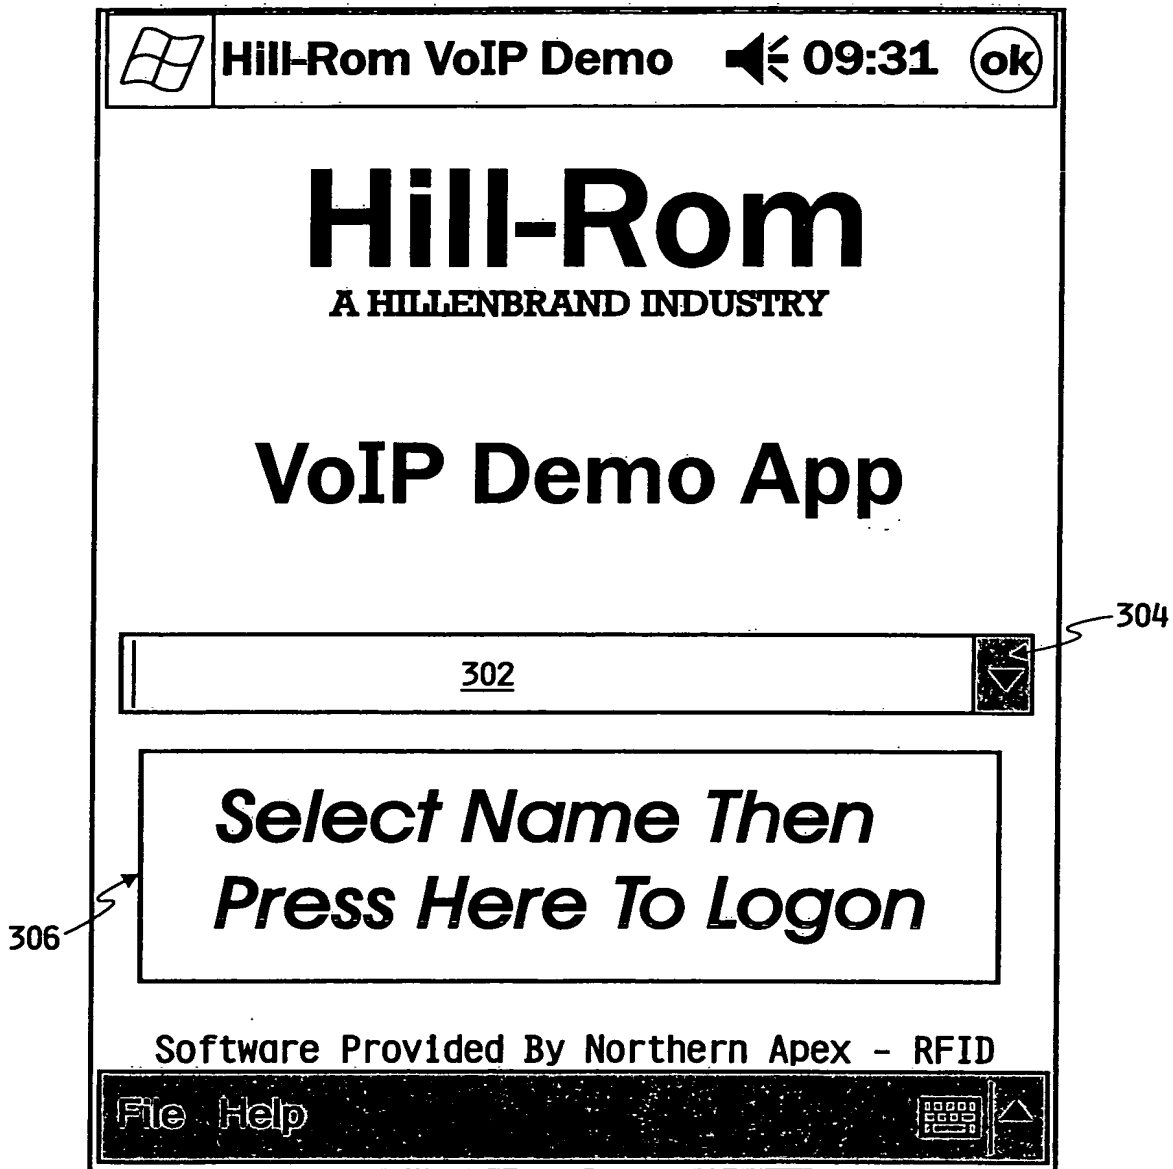 Hill-Rom VoIP Demo 09:31 ok
Hill-Rom
A HILLENBRAND INDUSTRY
VoIP Demo App
304
302
Select Name Then
Press Here To Logon
306
Software Provided By Northern Apex - RFID
File Help